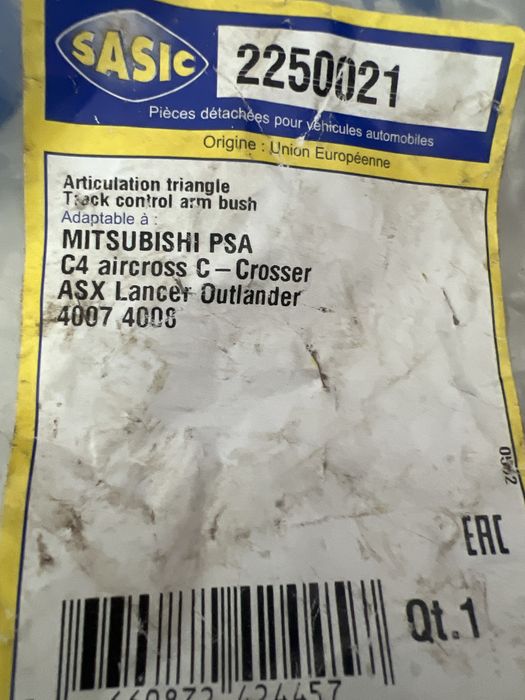 SASIC
2250021
Pièces détachées pour véhicules automobiles
Origine : Union Européenne
Articulation triangle
Track control arm bush
Adaptable à :
MITSUBISHI PSA
C4 aircross C-Crosser
ASX Lancer Outlander
4007 4008
EAC
Qt.1
424457